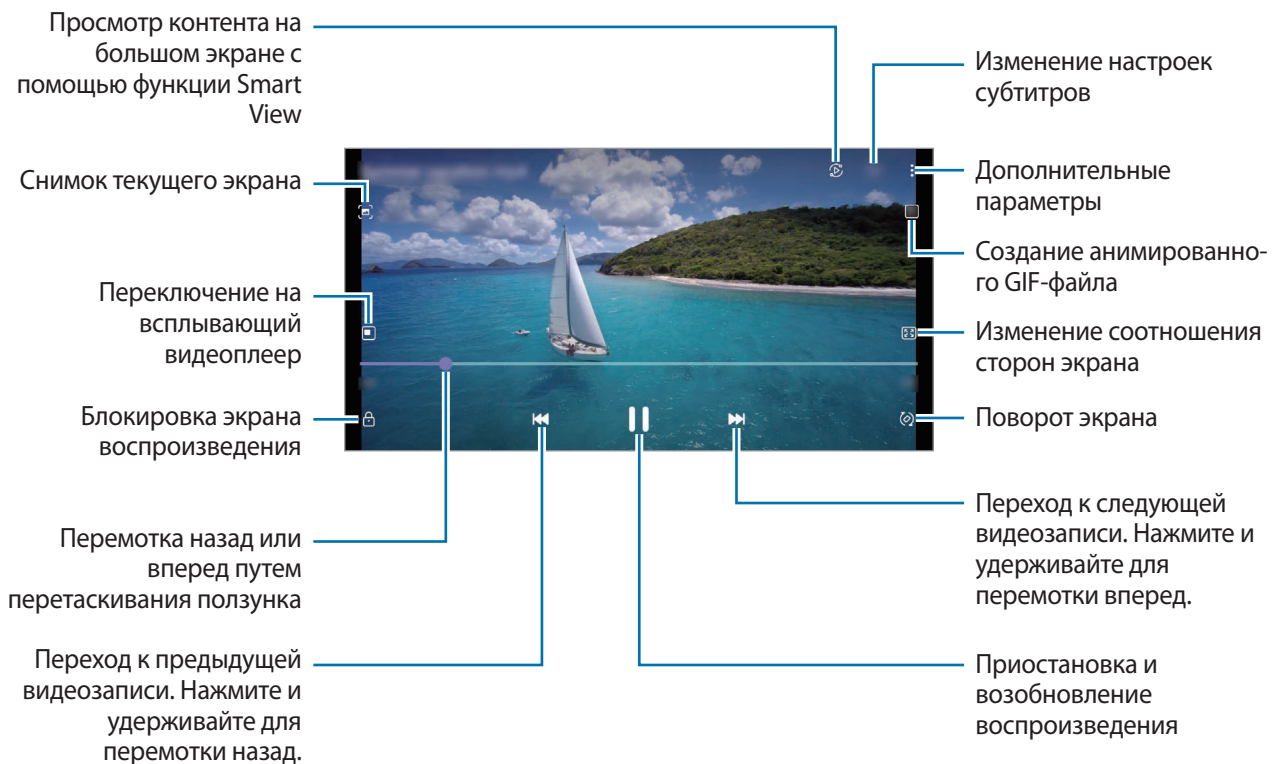 Просмотр контента на
большом экране с
помощью функции Smart
View
Снимок текущего экрана
Переключение на
всплывающий
видеоплеер
Блокировка экрана
воспроизведения
Перемотка назад или
вперед путем
перетаскивания ползунка
Переход к предыдущей
видеозаписи. Нажмите и
удерживайте для
перемотки назад.
Изменение настроек
субтитров
Дополнительные
параметры
Создание анимированно-
го GIF-файла
Изменение соотношения
сторон экрана
Поворот экрана
Переход к следующей
видеозаписи. Нажмите и
удерживайте для
перемотки вперед.
Приостановка и
возобновление
воспроизведения